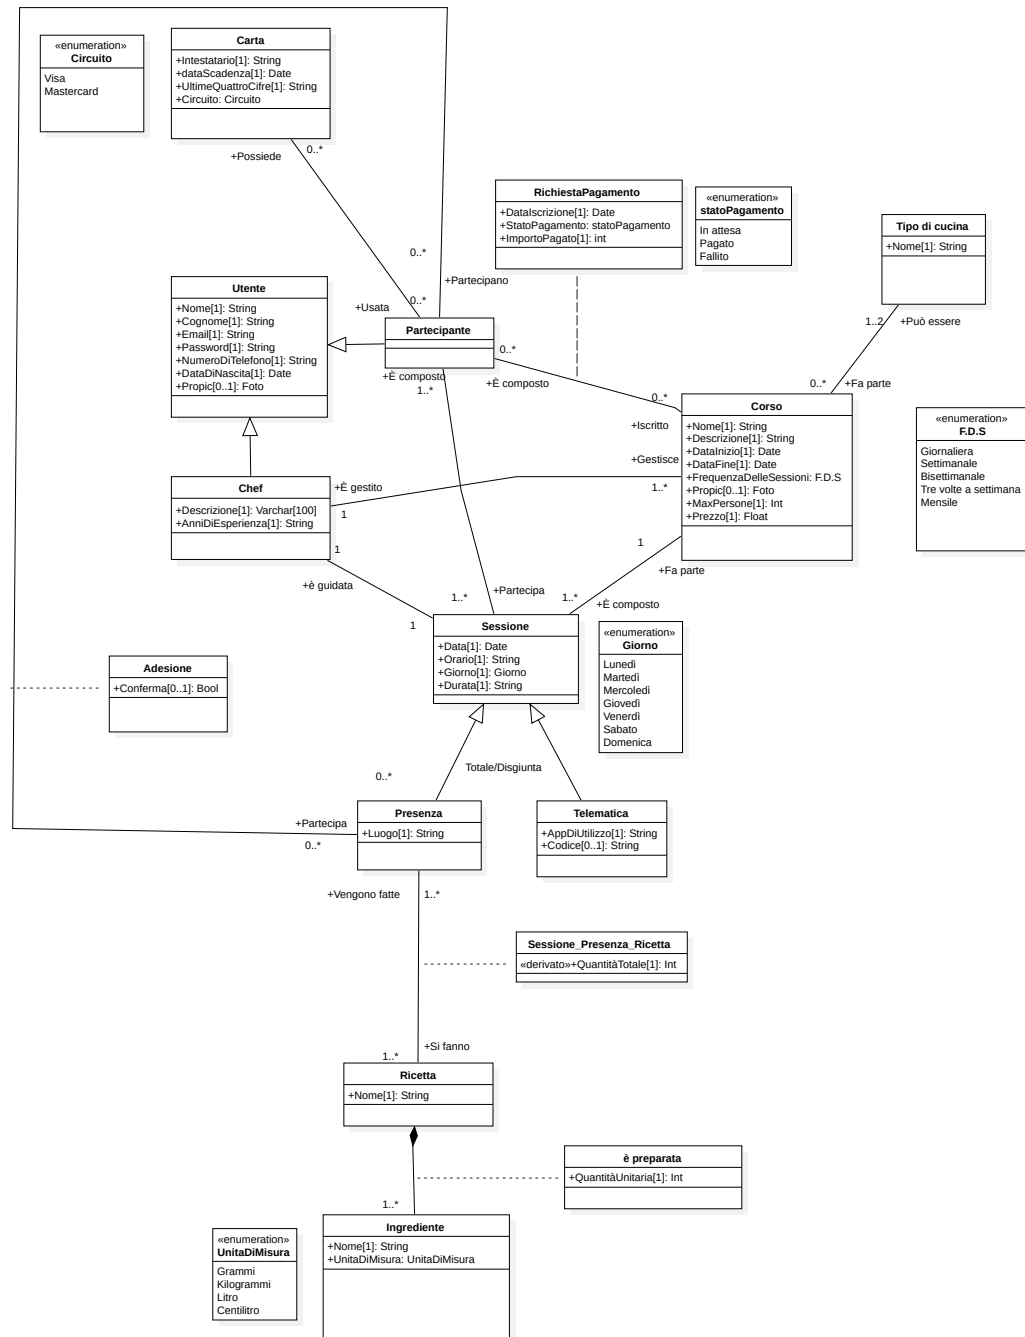 «enumeration»
Circuito
Visa
Mastercard
Carta
+Intestatario[1]: String
+dataScadenza[1]: Date
+UltimeQuattroCifre[1]: String
+Circuito: Circuito
+Possiede
0..*
RichiestaPagamento
+DataIscrizione[1]: Date
+StatoPagamento: statoPagamento
+ImportoPagato[1]: int
«enumeration»
statoPagamento
In attesa
Pagato
Fallito
Tipo di cucina
+Nome[1]: String
0..*
+Partecipano
Utente
+Nome[1]: String
+Cognome[1]: String
+Email[1]: String
+Password[1]: String
+NumeroDiTelefono[1]: String
+DataDiNascita[1]: Date
+Propic[0..1]: Foto
+Usata
0..*
Partecipante
1..2
+Può essere
0..*
+È composto
+È composto
1..*
0..*
+Fa parte
0..*
+Iscritto
Corso
+Nome[1]: String
+Descrizione[1]: String
+DataInizio[1]: Date
+DataFine[1]: Date
+FrequenzaDelleSessioni: F.D.S
+Propic[0..1]: Foto
+MaxPersone[1]: Int
+Prezzo[1]: Float
«enumeration»
F.D.S
Giornaliera
Settimanale
Bisettimanale
Tre volte a settimana
Mensile
+Gestisce
1..*
Chef
+Descrizione[1]: Varchar[100]
+AnniDiEsperienza[1]: String
+È gestito
1
1
+è guidata
1
1
+Fa parte
+Partecipa
1..*
1..*
+È composto
Sessione
+Data[1]: Date
+Orario[1]: String
+Giorno[1]: Giorno
+Durata[1]: String
«enumeration»
Giorno
Lunedì
Martedì
Mercoledì
Giovedì
Venerdì
Sabato
Domenica
Adesione
+Conferma[0..1]: Bool
Totale/Disgiunta
0..*
Presenza
+Luogo[1]: String
+Partecipa
0..*
Telematica
+AppDiUtilizzo[1]: String
+Codice[0..1]: String
+Vengono fatte
1..*
Sessione_Presenza_Ricetta
«derivato»+QuantitàTotale[1]: Int
+Si fanno
1..*
Ricetta
+Nome[1]: String
è preparata
+QuantitàUnitaria[1]: Int
1..*
Ingrediente
+Nome[1]: String
+UnitaDiMisura: UnitaDiMisura
«enumeration»
UnitaDiMisura
Grammi
Kilogrammi
Litro
Centilitro